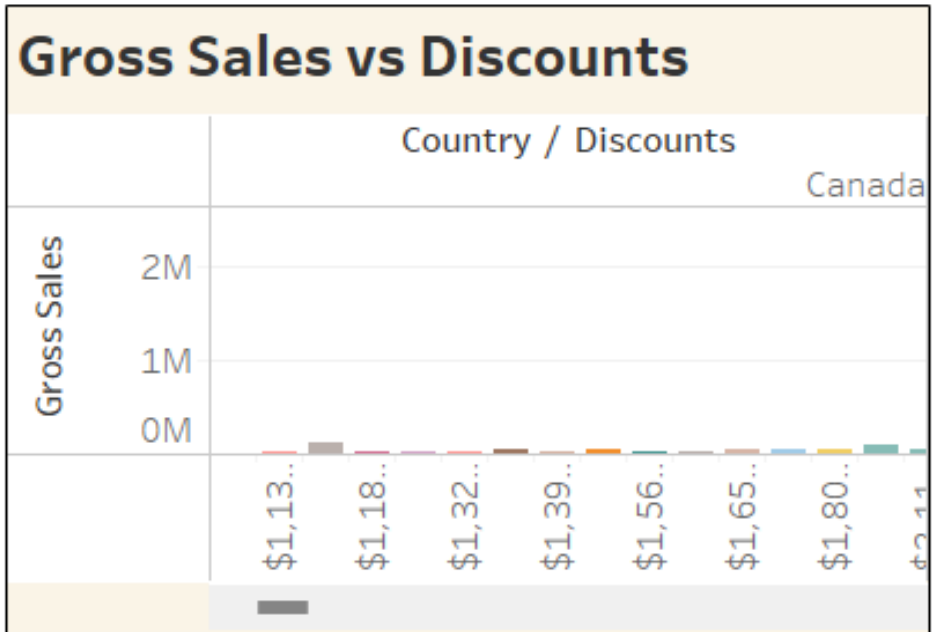 Gross Sales vs Discounts
Country / Discounts
Canada
Gross Sales
2M
1M
0M
$1,13..
$1,18..
$1,32..
$1,39..
$1,56..
$1,65..
$1,80..